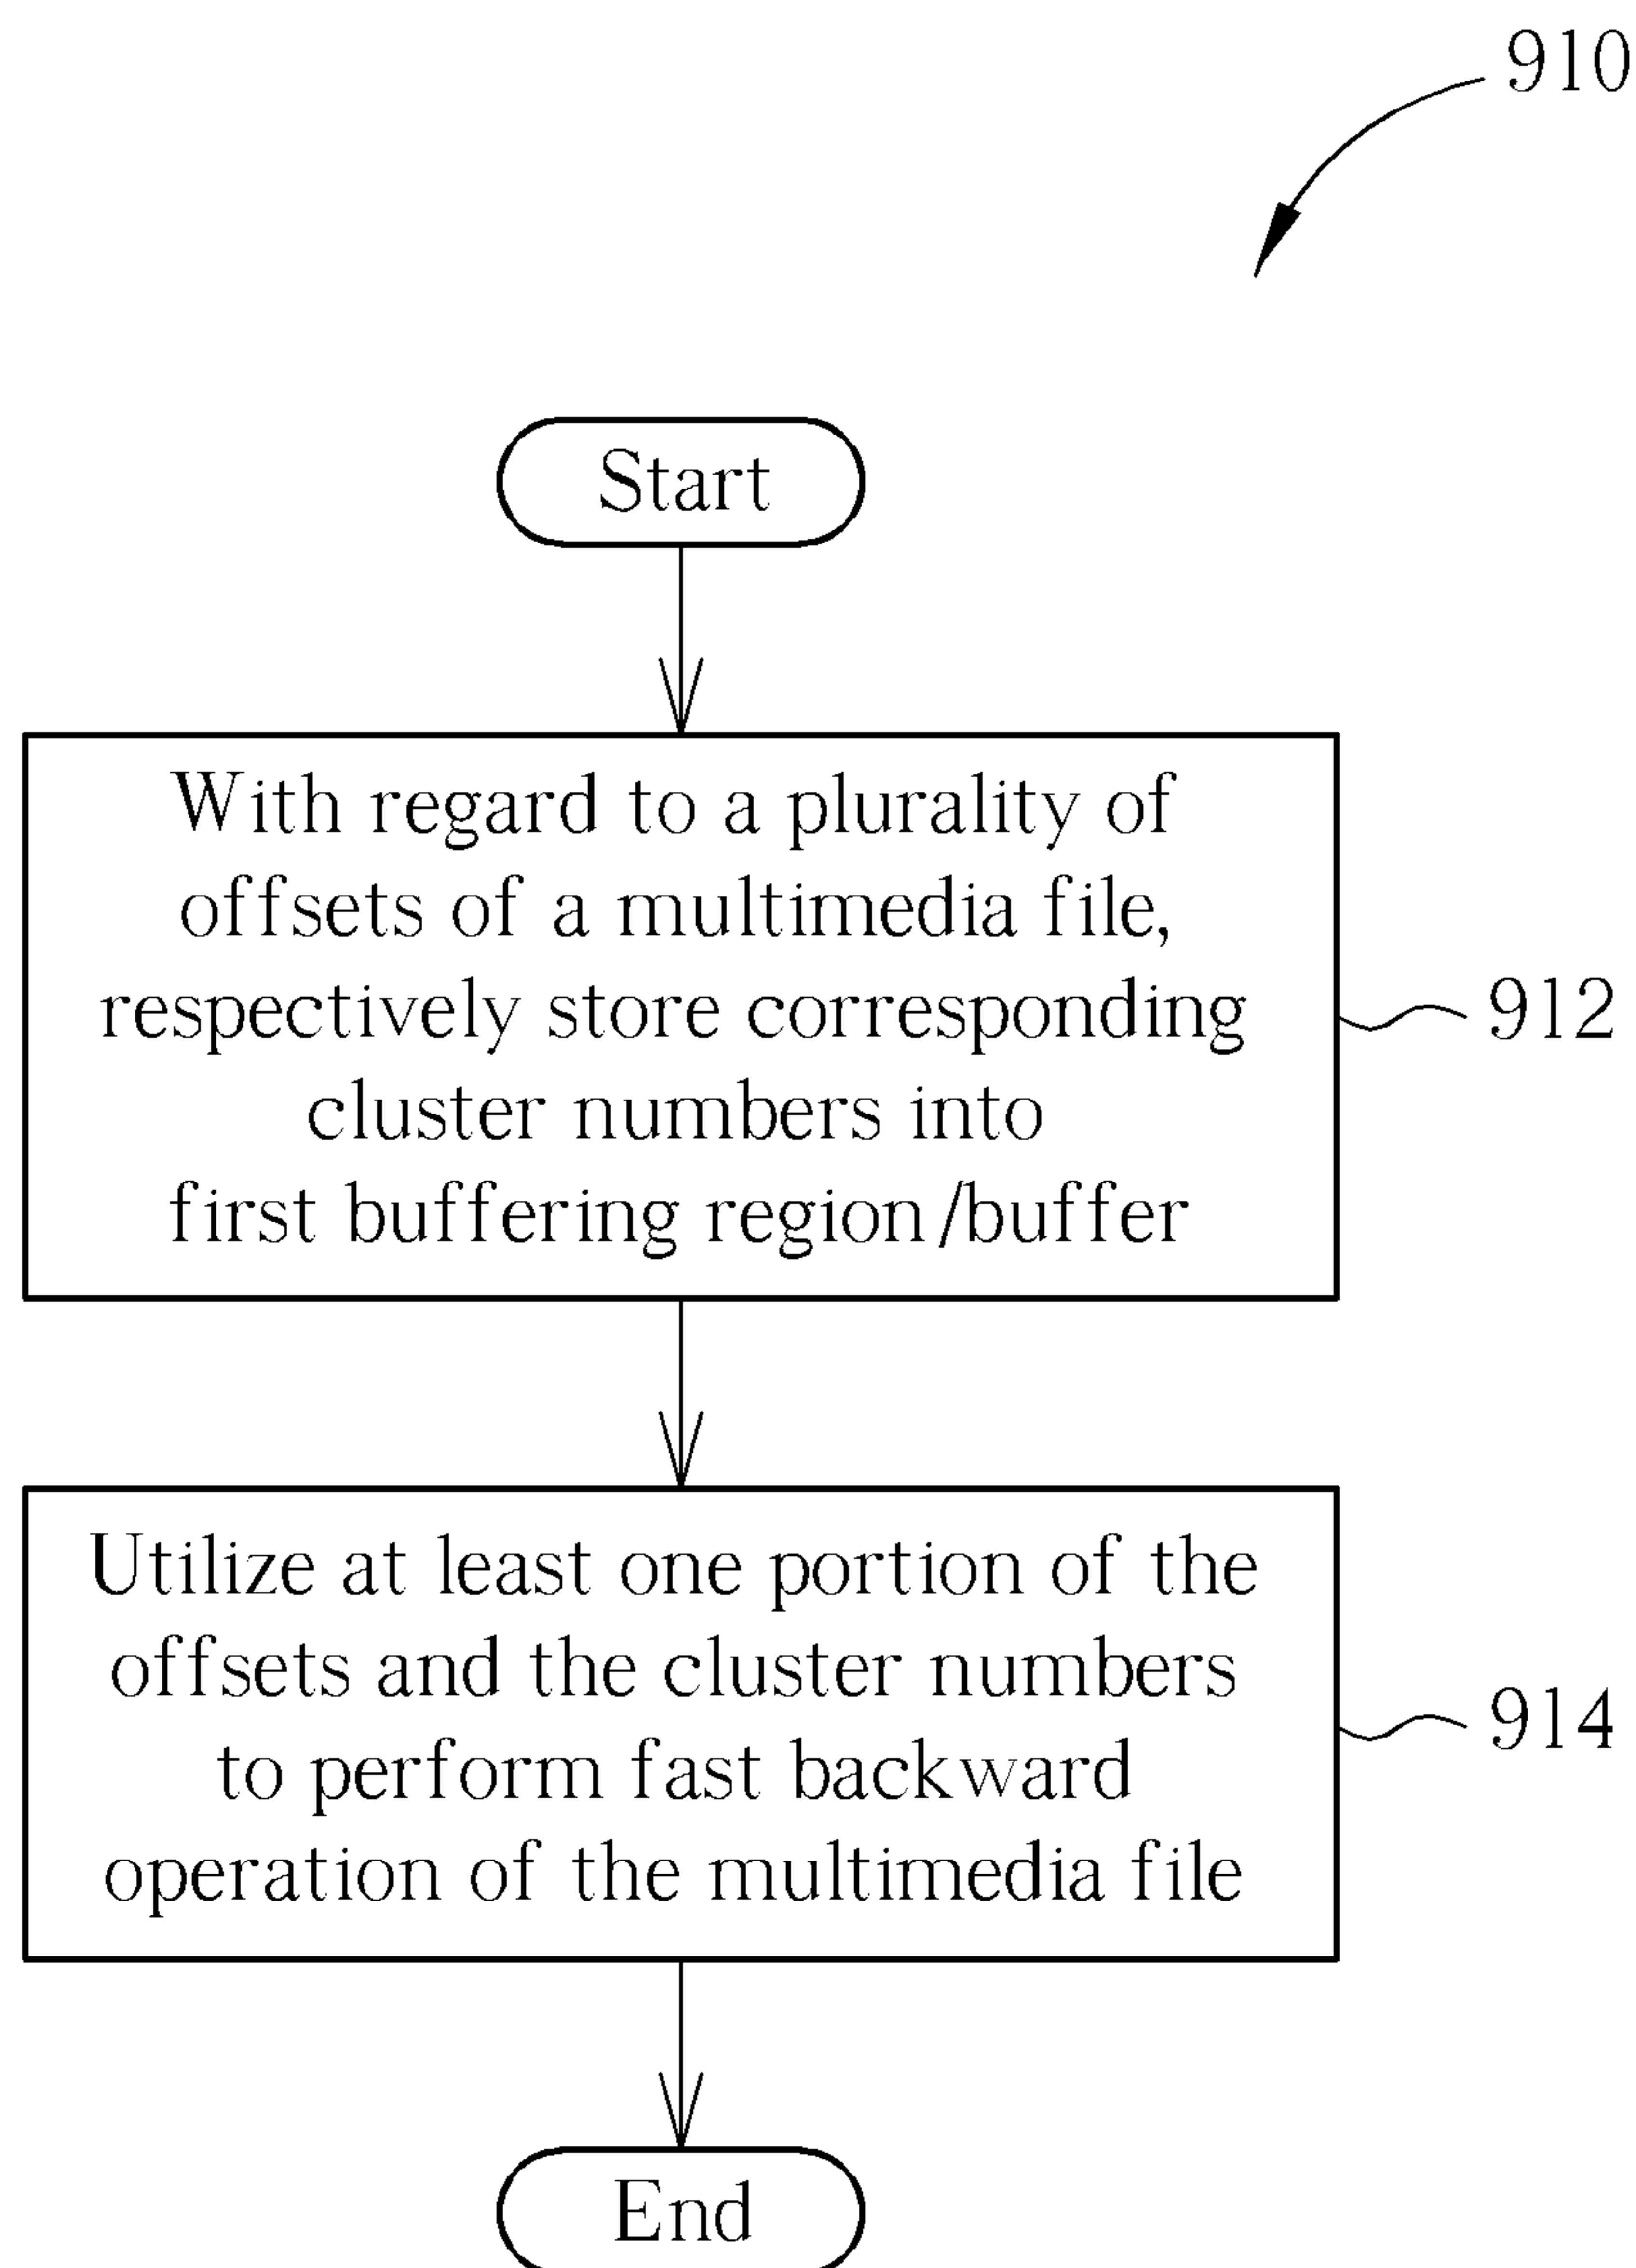 910
Start
With regard to a plurality of
offsets of a multimedia file,
respectively store corresponding
cluster numbers into
first buffering region/buffer
912
Utilize at least one portion of the
offsets and the cluster numbers
to perform fast backward
operation of the multimedia file
914
End